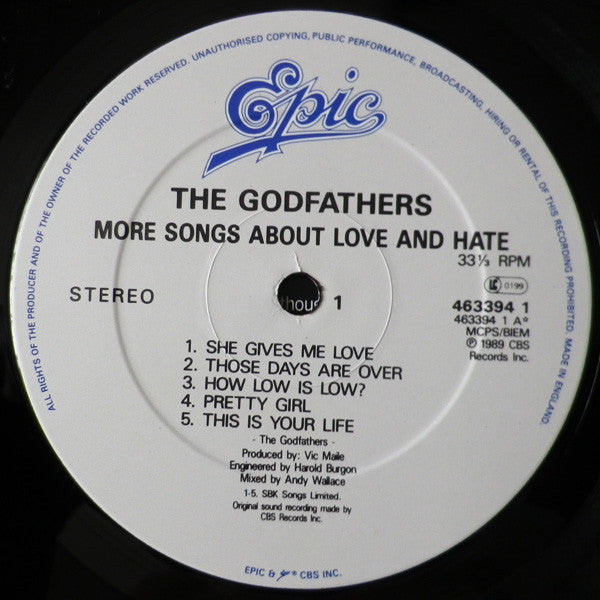 ALL RIGHTS OF THE PRODUCER AND OF THE OWNER OF THE RECORDED WORK RESERVED. UNAUTHORISED COPYING, PUBLIC PERFORMANCE, BROADCASTING, HIRING OR RENTAL OF THIS RECORDING PROHIBITED. MADE IN ENGLAND.
Epic
THE GODFATHERS
MORE SONGS ABOUT LOVE AND HATE
33⅓ RPM
LC 0199
STEREO
1
463394 1
463394 1 A*
MCPS/BIEM
℗ 1989 CBS
Records Inc.
1. SHE GIVES ME LOVE
2. THOSE DAYS ARE OVER
3. HOW LOW IS LOW?
4. PRETTY GIRL
5. THIS IS YOUR LIFE
- The Godfathers -
Produced by: Vic Maile
Engineered by Harold Burgon
Mixed by Andy Wallace
1-5. SBK Songs Limited.
Original sound recording made by
CBS Records Inc.
EPIC & ® CBS INC.